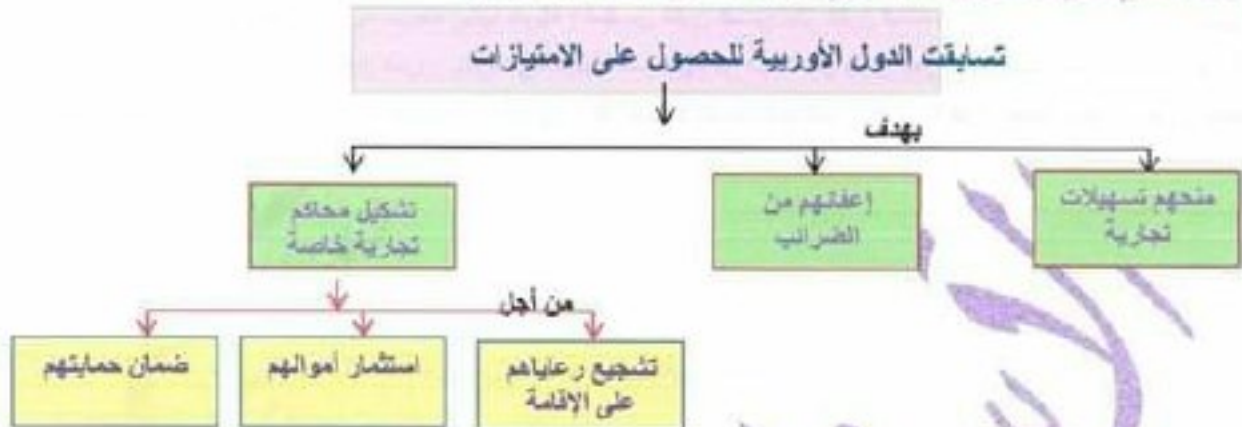 تسابقت الدول الأوربية للحصول على الامتيازات
بهدف
منحهم تسهيلات
تجارية
إعفائهم من
الضرائب
تشكيل محاكم
تجارية خاصة
من أجل
تشجيع رعاياهم
على الإقامة
استثمار أموالهم
ضمان حمايتهم